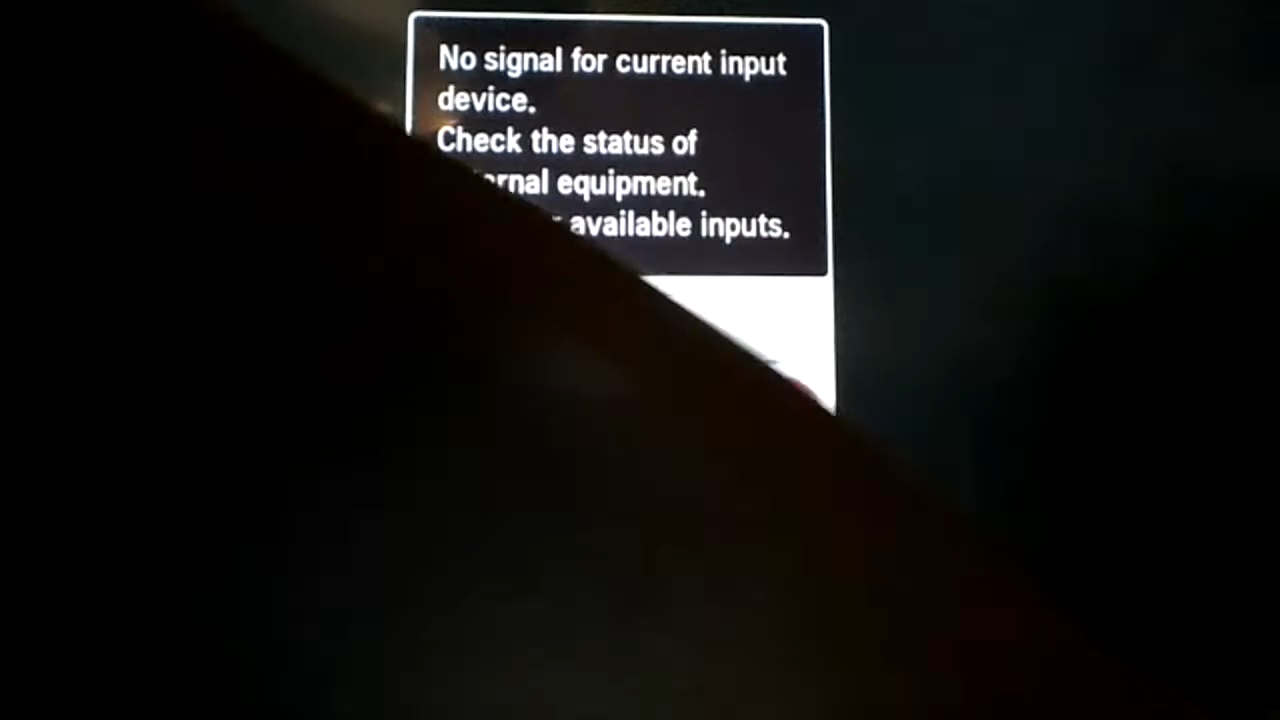 No signal for current input
device.
Check the status of
equipment.
available inputs.